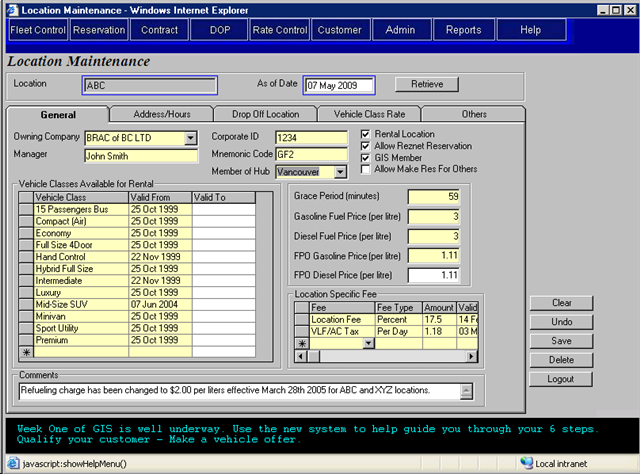 Location Maintenance - Windows Internet Explorer
Fleet Control Reservation Contract DOP Rate Control Customer Admin Reports Help
Location Maintenance
Location ABC As of Date 07 May 2009 Retrieve
General Address/Hours Drop Off Location Vehicle Class Rate Others
Owning Company BRAC of BC LTD Corporate ID 1234 Rental Location
Allow Reznet Reservation
Manager John Smith Mnemonic Code GF2 GIS Member
Member of Hub Vancouver Allow Make Res For Others
Vehicle Classes Available for Rental
Vehicle Class Valid From Valid To
15 Passengers Bus 25 Oct 1999
Compact (Air) 25 Oct 1999
Economy 25 Oct 1999
Full Size 4Door 25 Oct 1999
Hand Control 22 Nov 1999
Hybrid Full Size 25 Oct 1999
Intermediate 22 Nov 1999
Luxury 25 Oct 1999
Mid-Size SUV 07 Jun 2004
Minivan 25 Oct 1999
Sport Utility 25 Oct 1999
Premium 25 Oct 1999
Grace Period (minutes) 59
Gasoline Fuel Price (per litre) 3
Diesel Fuel Price (per litre) 3
FPO Gasoline Price (per litre) 1.11
FPO Diesel Price (per litre) 1.11
Location Specific Fee
Fee Fee Type Amount Valid
Location Fee Percent 17.5 14 Fe
VLF/AC Tax Per Day 1.18 03 M
Clear
Undo
Save
Delete
Logout
Comments
Refueling charge has been changed to $2.00 per liters effective March 28th 2005 for ABC and XYZ locations.
Week One of GIS is well underway. Use the new system to help guide you through your 6 steps.
Qualify your customer - Make a vehicle offer.
javascript:showHelpMenu() Local intranet